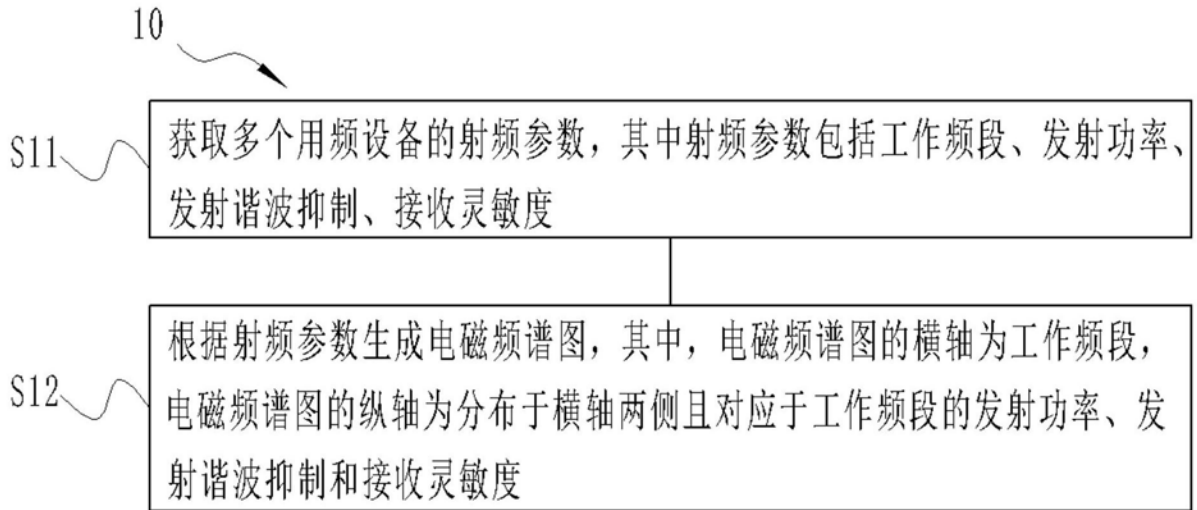 10
S11
获取多个用频设备的射频参数，其中射频参数包括工作频段、发射功率、
发射谐波抑制、接收灵敏度
S12
根据射频参数生成电磁频谱图，其中，电磁频谱图的横轴为工作频段，
电磁频谱图的纵轴为分布于横轴两侧且对应于工作频段的发射功率、发
射谐波抑制和接收灵敏度